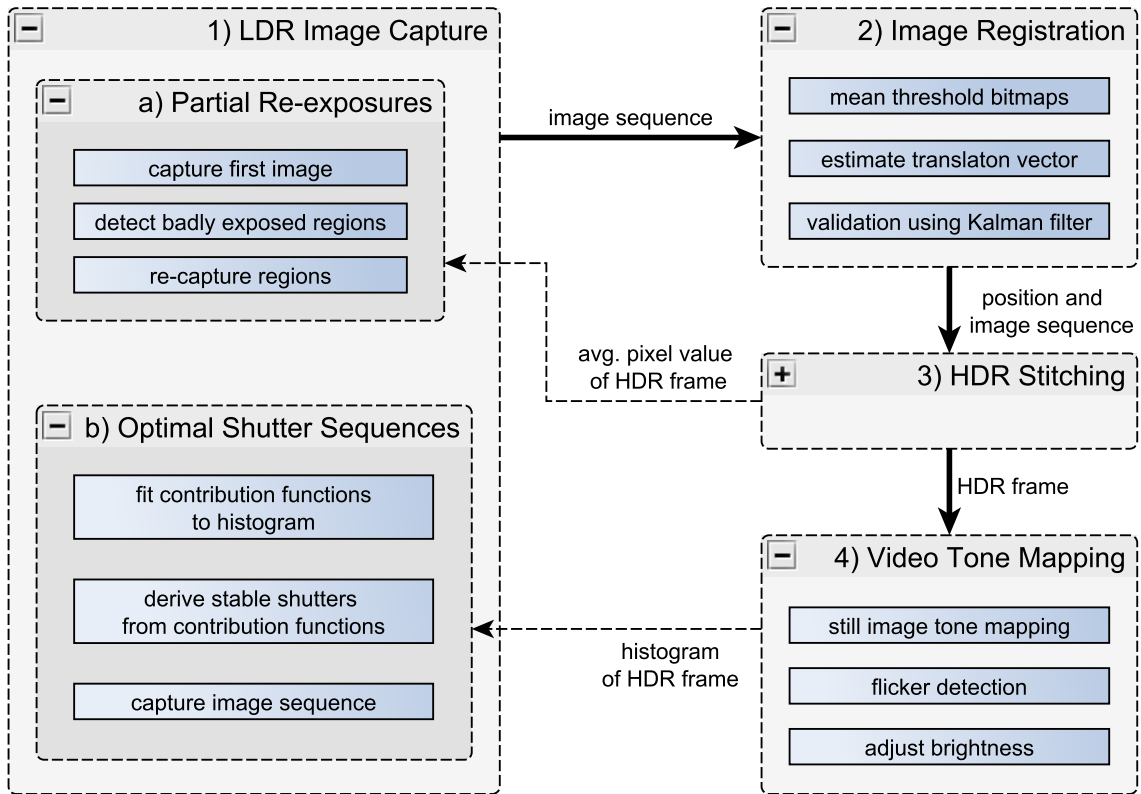 1) LDR Image Capture
a) Partial Re-exposures
capture first image
detect badly exposed regions
re-capture regions
b) Optimal Shutter Sequences
fit contribution functions
to histogram
derive stable shutters
from contribution functions
capture image sequence
image sequence
2) Image Registration
mean threshold bitmaps
estimate translaton vector
validation using Kalman filter
position and
image sequence
avg. pixel value
of HDR frame
3) HDR Stitching
HDR frame
4) Video Tone Mapping
still image tone mapping
flicker detection
adjust brightness
histogram
of HDR frame